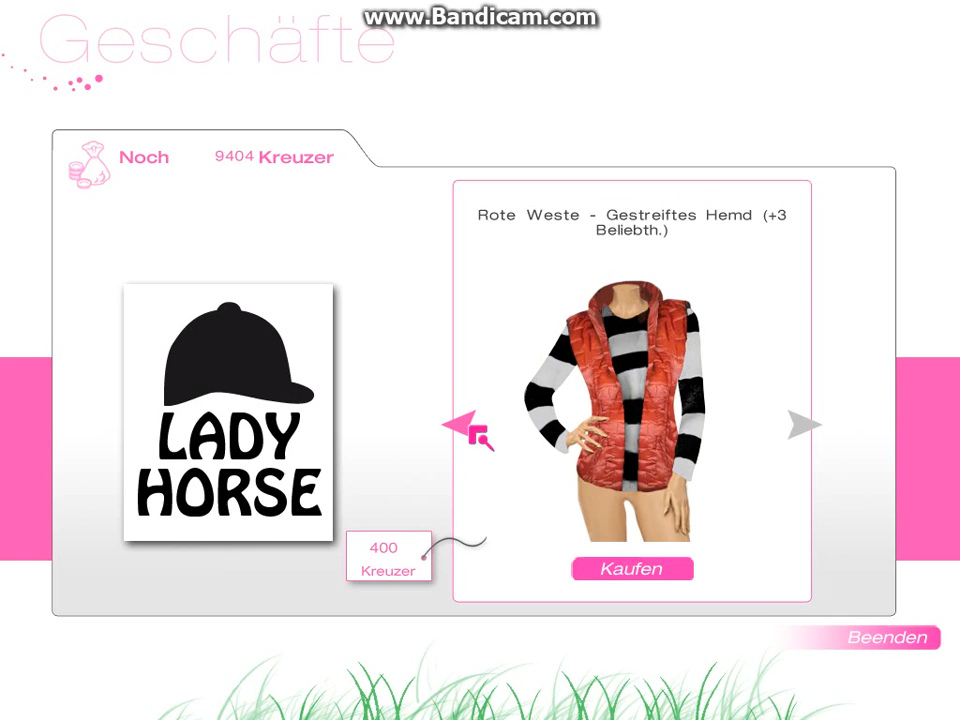 www.Bandicam.com
Geschäfte
Noch 9404 Kreuzer
Rote Weste - Gestreiftes Hemd (+3
Beliebth.)
LADY
HORSE
400
Kreuzer
Kaufen
Beenden